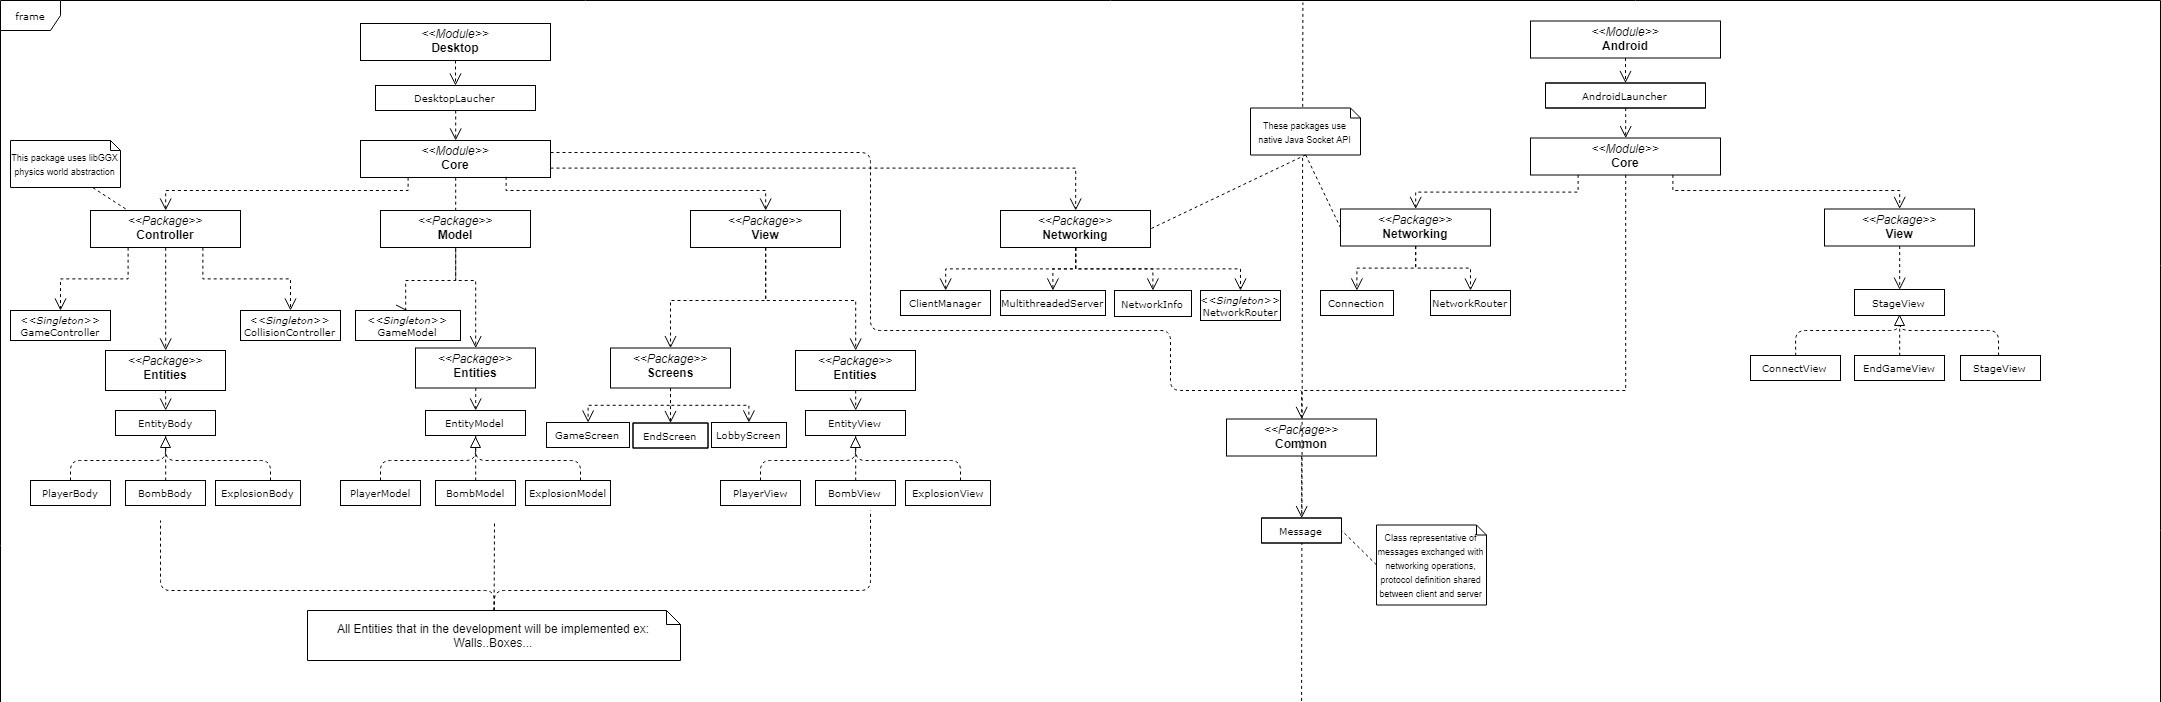 frame
<<Module>>
Desktop
DesktopLaucher
<<Module>>
Core
This package uses libGGX
physics world abstraction
<<Package>>
Controller
<<Package>>
Model
<<Package>>
View
<<Package>>
Networking
<<Singleton>>
GameController
<<Singleton>>
CollisionController
<<Singleton>>
GameModel
ClientManager
MultithreadedServer
NetworkInfo
<<Singleton>>
NetworkRouter
<<Package>>
Entities
<<Package>>
Entities
<<Package>>
Screens
<<Package>>
Entities
EntityBody
EntityModel
GameScreen
EndScreen
LobbyScreen
EntityView
PlayerBody
BombBody
ExplosionBody
PlayerModel
BombModel
ExplosionModel
PlayerView
BombView
ExplosionView
All Entities that in the development will be implemented ex:
Walls..Boxes...
These packages use
native Java Socket API
<<Module>>
Android
AndroidLauncher
<<Module>>
Core
<<Package>>
Networking
<<Package>>
View
Connection
NetworkRouter
StageView
ConnectView
EndGameView
StageView
<<Package>>
Common
Message
Class representative of
messages exchanged with
networking operations,
protocol definition shared
between client and server